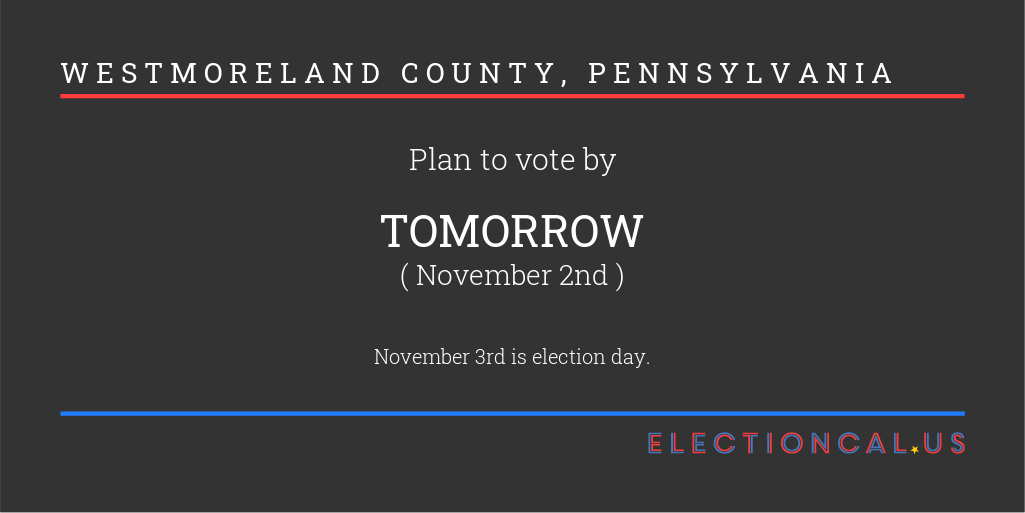 WESTMORELAND COUNTY, PENNSYLVANIA
Plan to vote by
TOMORROW
( November 2nd )
November 3rd is election day.
ELECTIONCAL.US